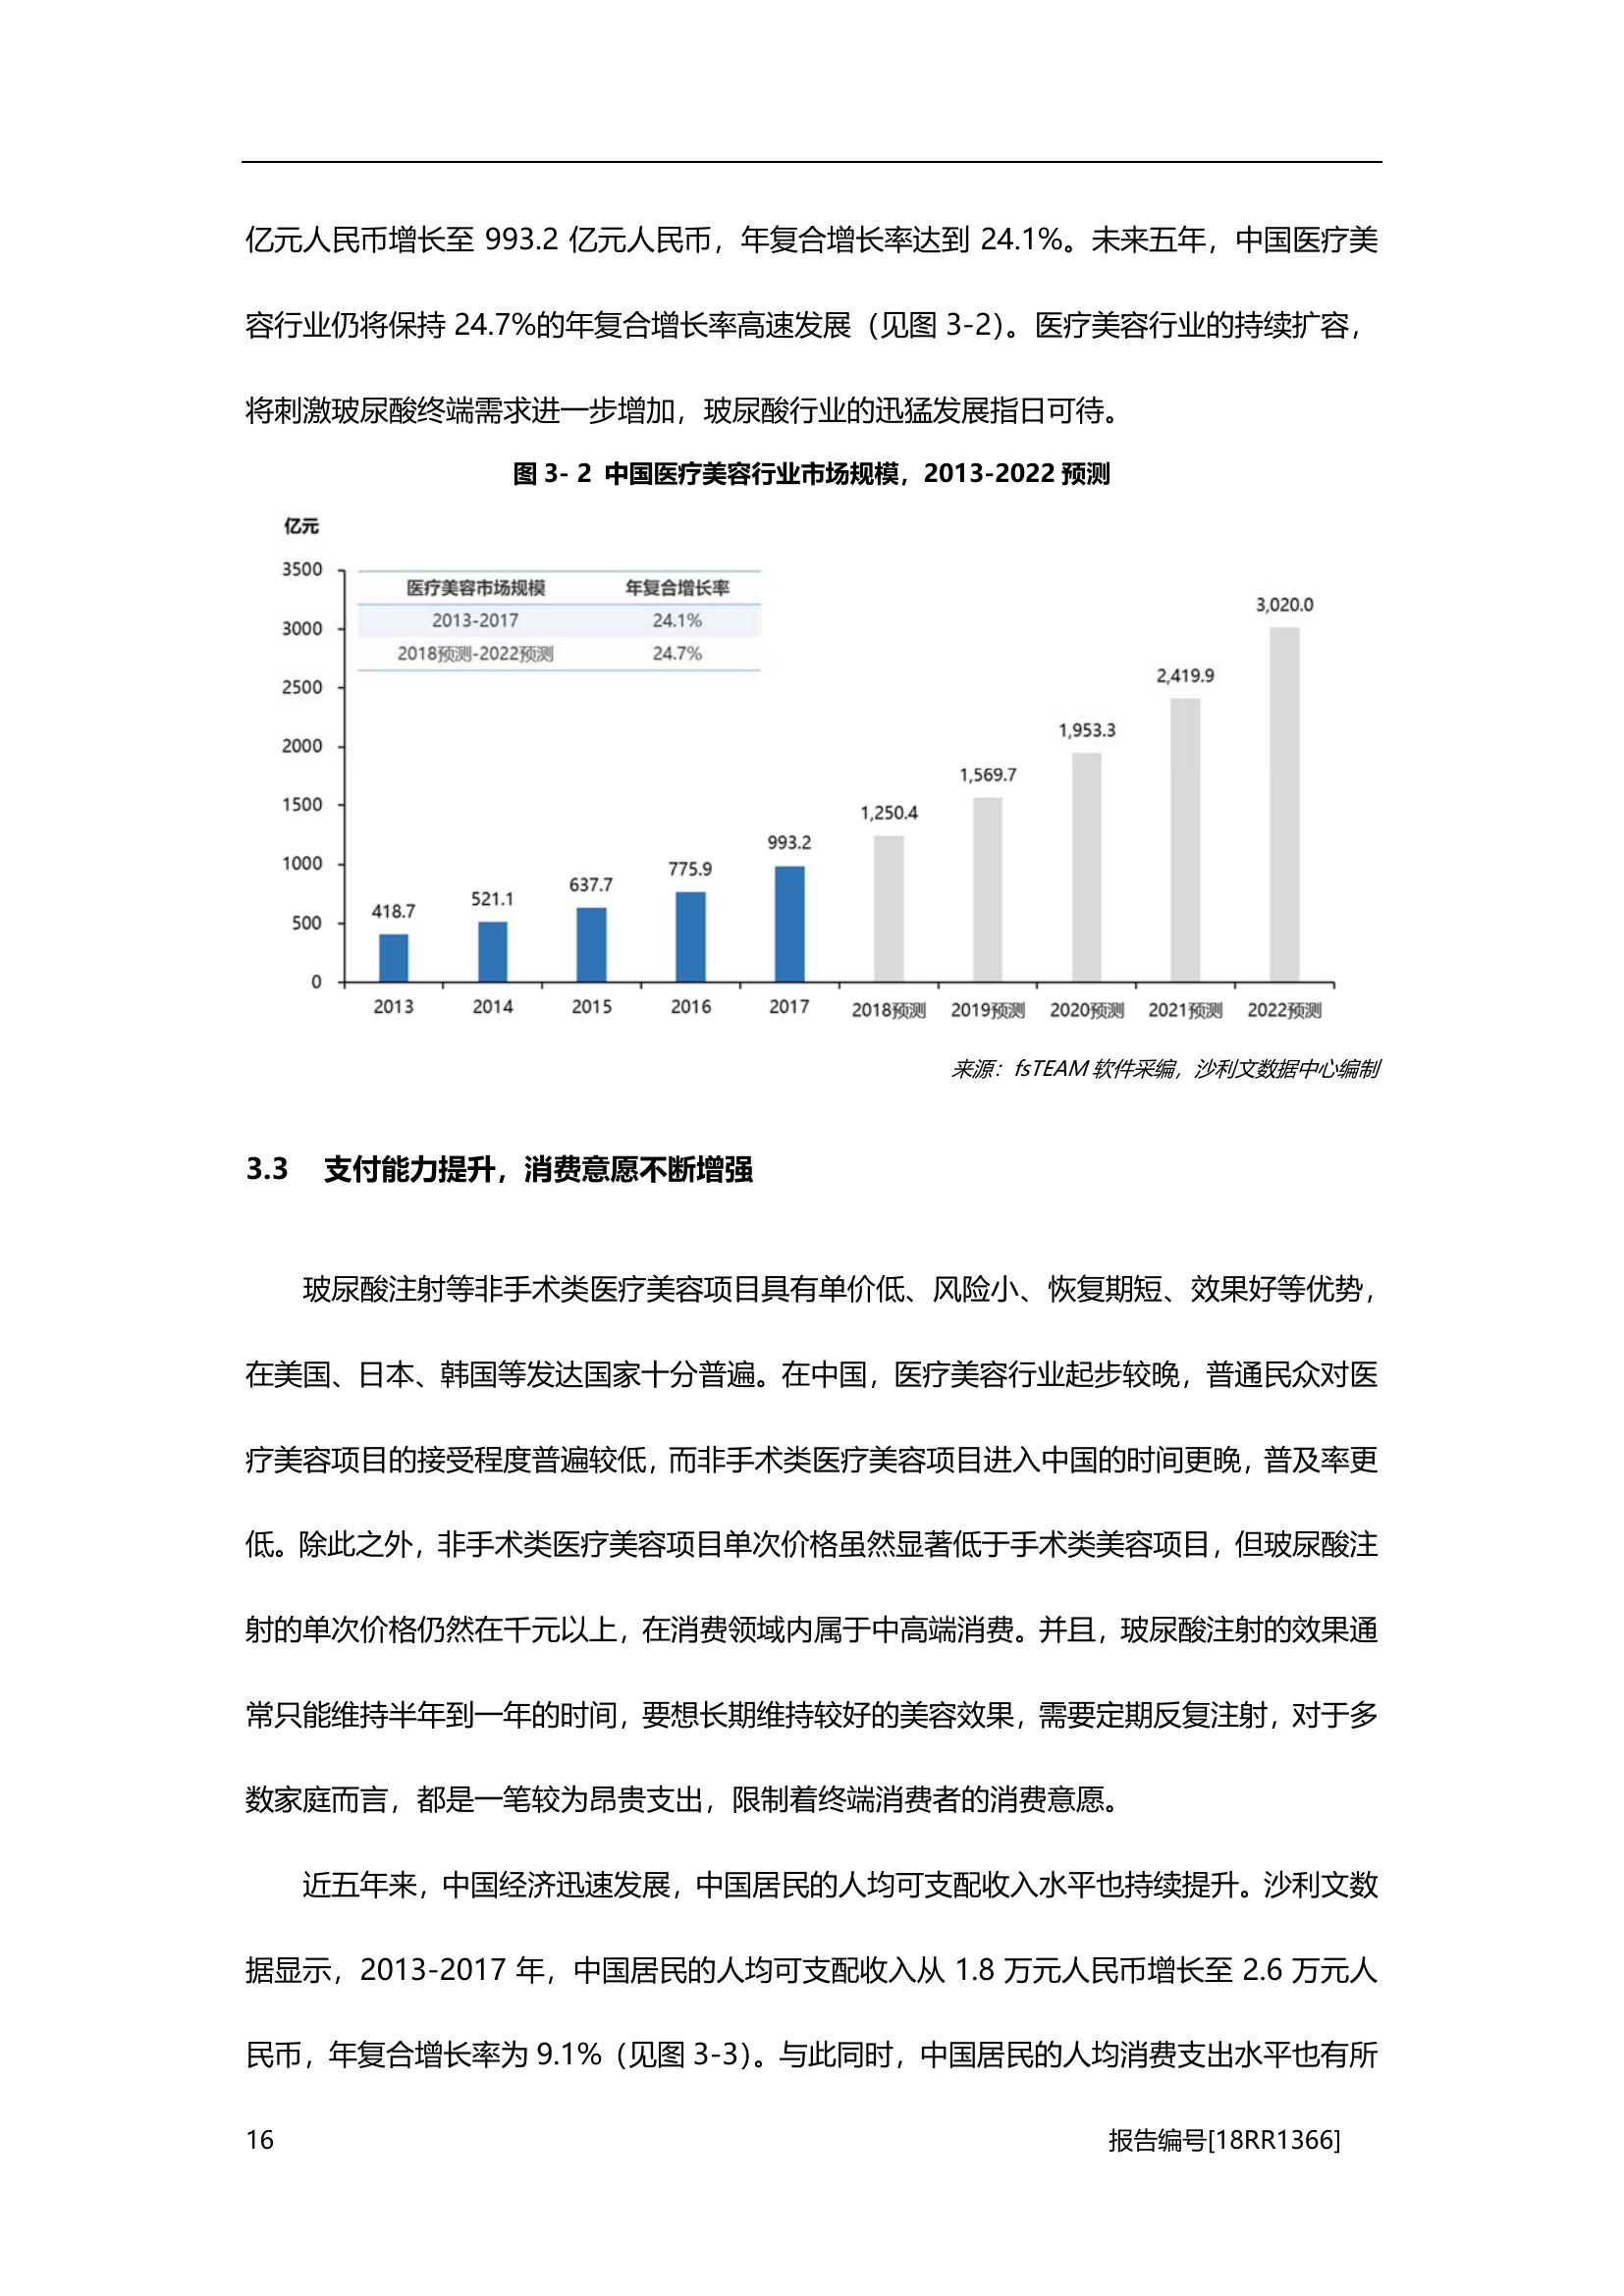 亿元人民币增长至 993.2 亿元人民币，年复合增长率达到 24.1%。未来五年，中国医疗美
容行业仍将保持 24.7%的年复合增长率高速发展（见图 3-2）。医疗美容行业的持续扩容，
将刺激玻尿酸终端需求进一步增加，玻尿酸行业的迅猛发展指日可待。
图 3- 2 中国医疗美容行业市场规模，2013-2022 预测
亿元
3500
3000
2500
2000
1500
1000
500
0
医疗美容市场规模 年复合增长率
2013-2017 24.1%
2018预测-2022预测 24.7%
418.7
521.1
637.7
775.9
993.2
1,250.4
1,569.7
1,953.3
2,419.9
3,020.0
2013 2014 2015 2016 2017 2018预测 2019预测 2020预测 2021预测 2022预测
来源：fsTEAM 软件采编，沙利文数据中心编制
3.3 支付能力提升，消费意愿不断增强
玻尿酸注射等非手术类医疗美容项目具有单价低、风险小、恢复期短、效果好等优势，
在美国、日本、韩国等发达国家十分普遍。在中国，医疗美容行业起步较晚，普通民众对医
疗美容项目的接受程度普遍较低，而非手术类医疗美容项目进入中国的时间更晚，普及率更
低。除此之外，非手术类医疗美容项目单次价格虽然显著低于手术类美容项目，但玻尿酸注
射的单次价格仍然在千元以上，在消费领域内属于中高端消费。并且，玻尿酸注射的效果通
常只能维持半年到一年的时间，要想长期维持较好的美容效果，需要定期反复注射，对于多
数家庭而言，都是一笔较为昂贵支出，限制着终端消费者的消费意愿。
近五年来，中国经济迅速发展，中国居民的人均可支配收入水平也持续提升。沙利文数
据显示，2013-2017 年，中国居民的人均可支配收入从 1.8 万元人民币增长至 2.6 万元人
民币，年复合增长率为 9.1%（见图 3-3）。与此同时，中国居民的人均消费支出水平也有所
16 报告编号[18RR1366]